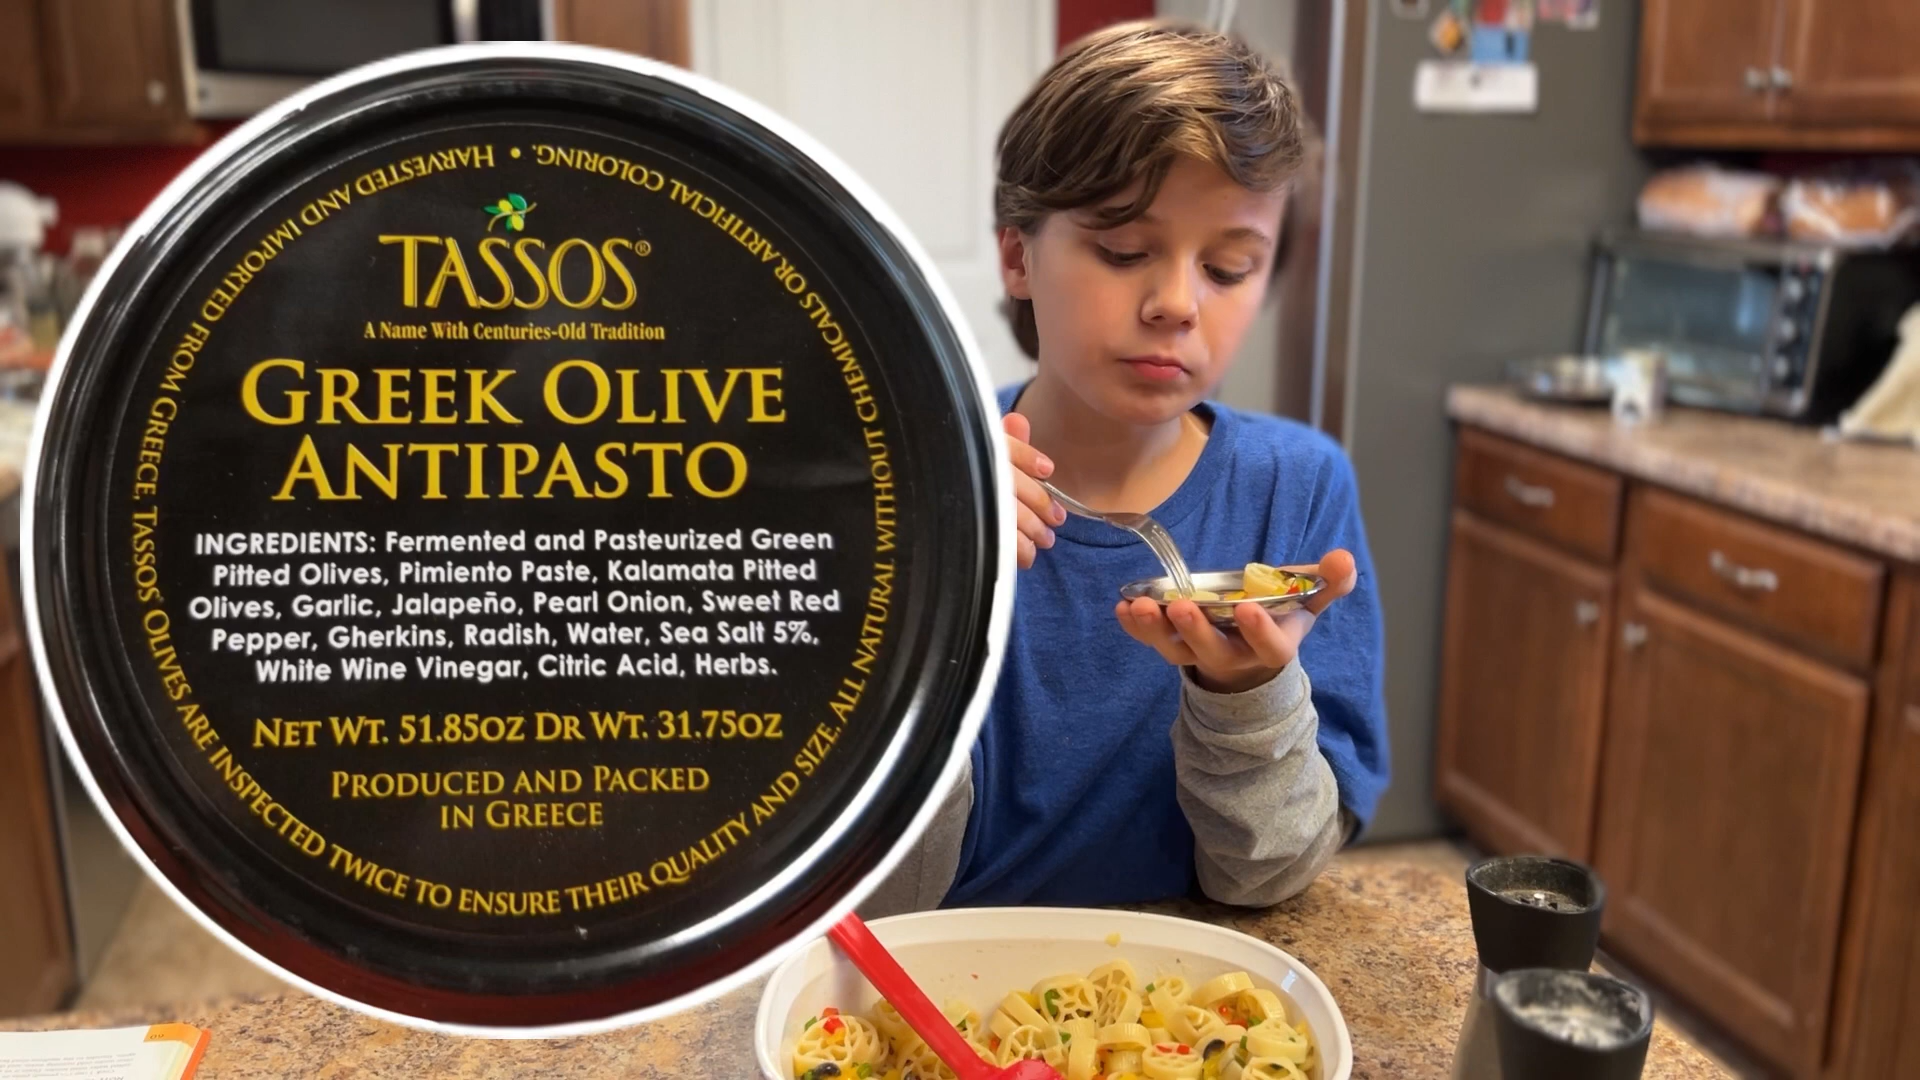 HARVESTED AND IMPORTED FROM GREECE, TASSOS' OLIVES ARE INSPECTED TWICE TO ENSURE THEIR QUALITY AND SIZE. ALL NATURAL WITHOUT CHEMICALS OR ARTIFICIAL COLORING. •
TASSOS®
A Name With Centuries-Old Tradition
GREEK OLIVE
ANTIPASTO
INGREDIENTS: Fermented and Pasteurized Green
Pitted Olives, Pimiento Paste, Kalamata Pitted
Olives, Garlic, Jalapeño, Pearl Onion, Sweet Red
Pepper, Gherkins, Radish, Water, Sea Salt 5%,
White Wine Vinegar, Citric Acid, Herbs.
NET WT. 51.85OZ DR WT. 31.75OZ
PRODUCED AND PACKED
IN GREECE